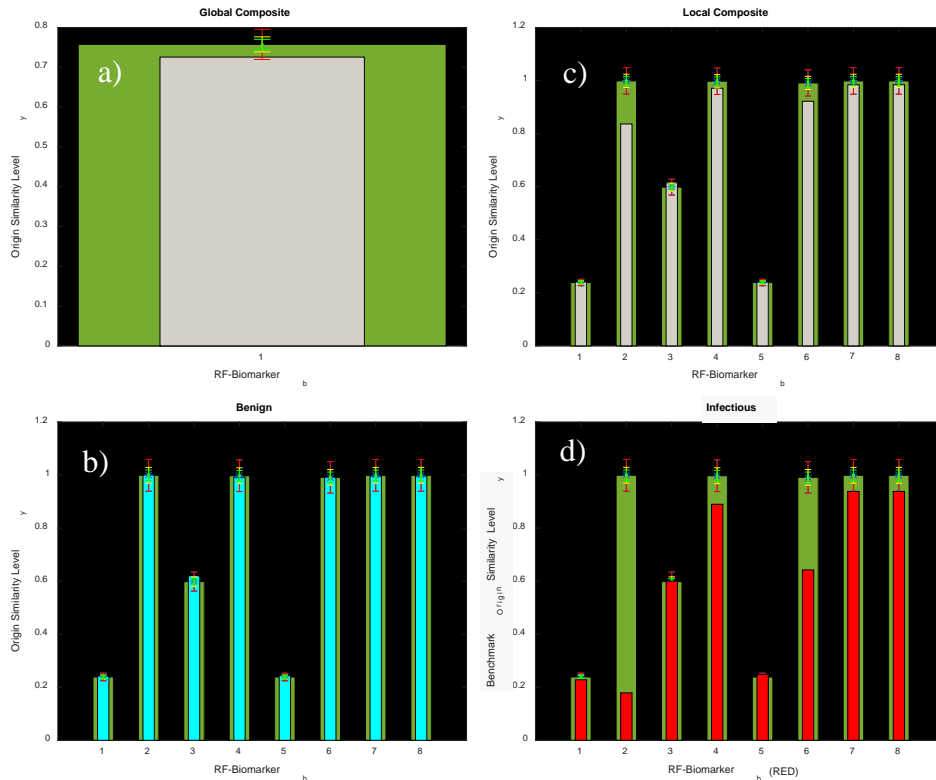 Global Composite
a)
0.8
0.7
0.6
0.5
0.4
0.3
0.2
0.1
0
Origin Similarity Level y
1
RF-Biomarker b
Local Composite
c)
1.2
1
0.8
0.6
0.4
0.2
0
Origin Similarity Level y
1 2 3 4 5 6 7 8
RF-Biomarker b
Benign
b)
1.2
1
0.8
0.6
0.4
0.2
0
Origin Similarity Level y
1 2 3 4 5 6 7 8
RF-Biomarker b
Infectious
d)
1.2
1
0.8
0.6
0.4
0.2
0
Benchmark Origin Similarity Level y
1 2 3 4 5 6 7 8
RF-Biomarker b (RED)